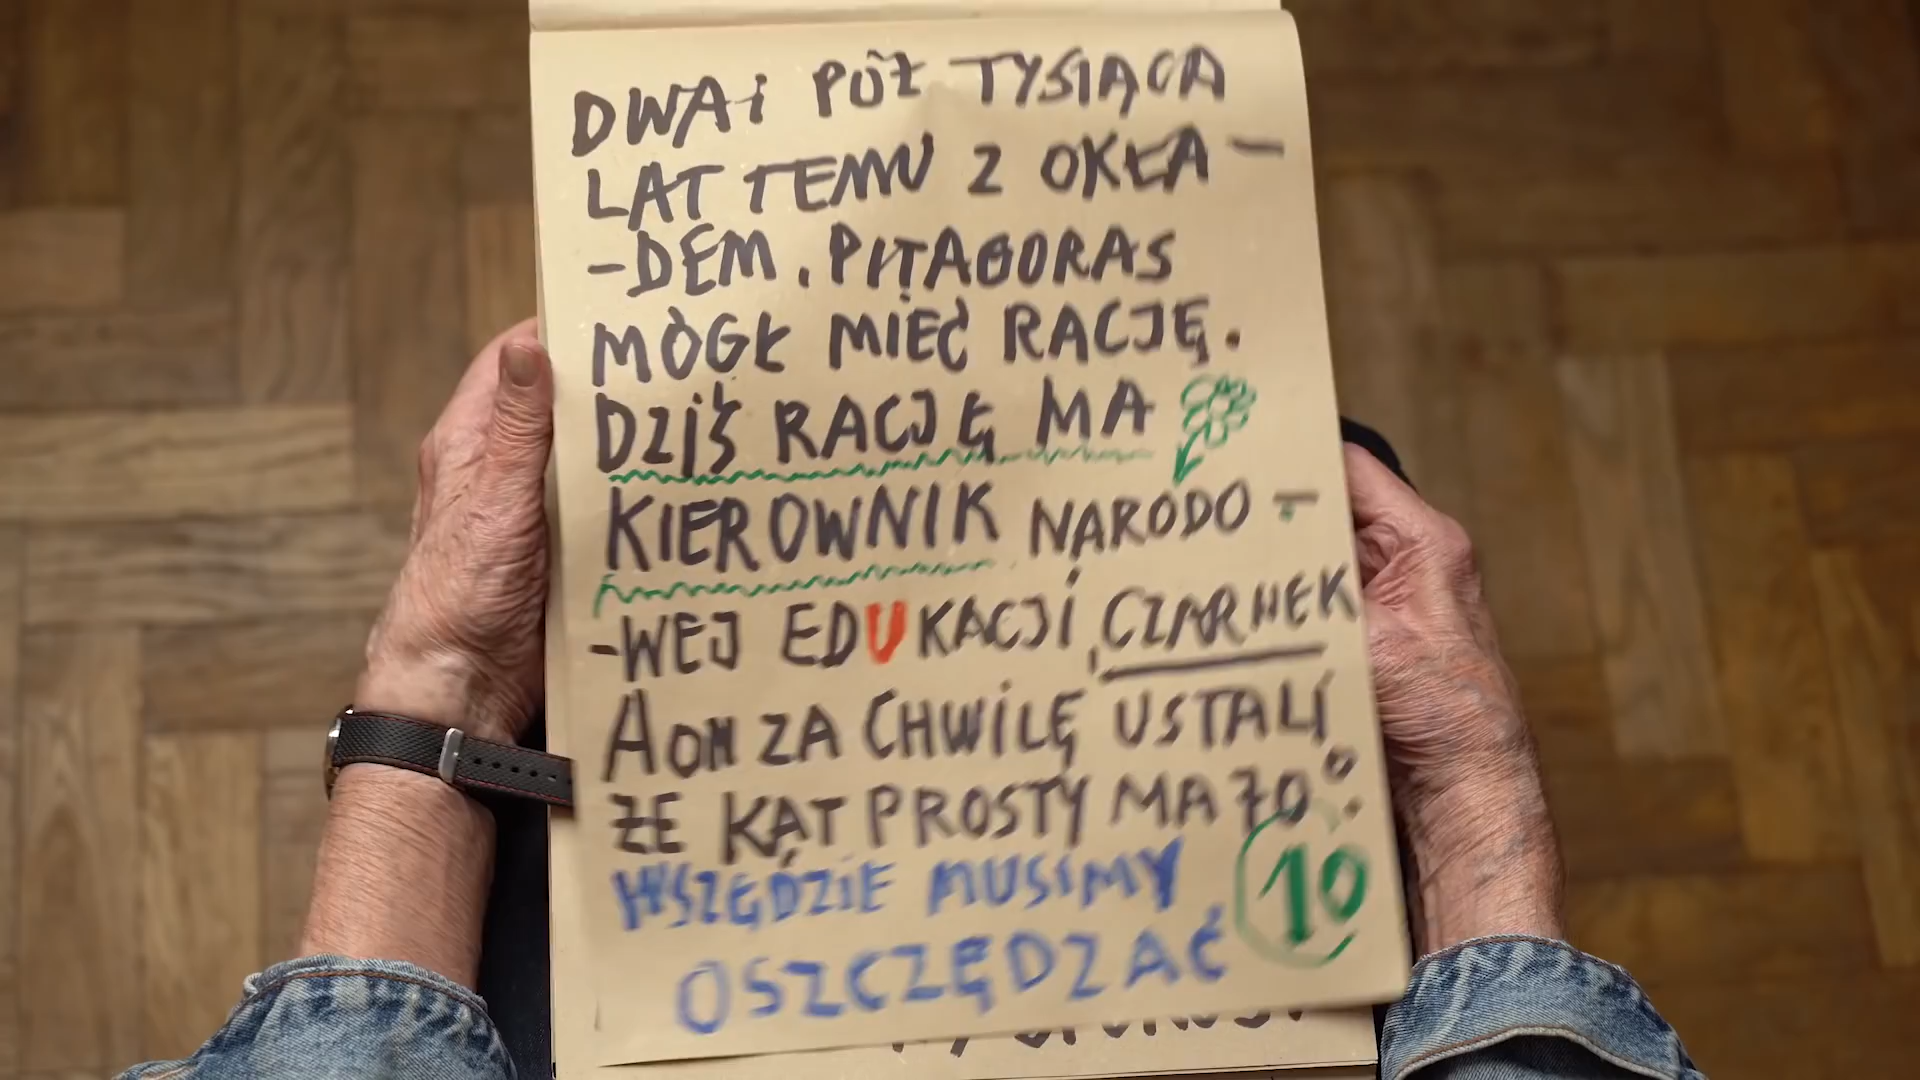 DWA i PÓŁ TYSIĄCA
LAT TEMU Z OKŁA-
-DEM, PITAGORAS
MÓGŁ MIEĆ RACJĘ.
DZIŚ RACJĘ MA
KIEROWNIK NARODO-
-WEJ EDUKACJI, CZARNEK
A ON ZA CHWILĘ USTALI,
ŻE KĄT PROSTY MA 70°.
WSZĘDZIE MUSIMY
OSZCZĘDZAĆ
10